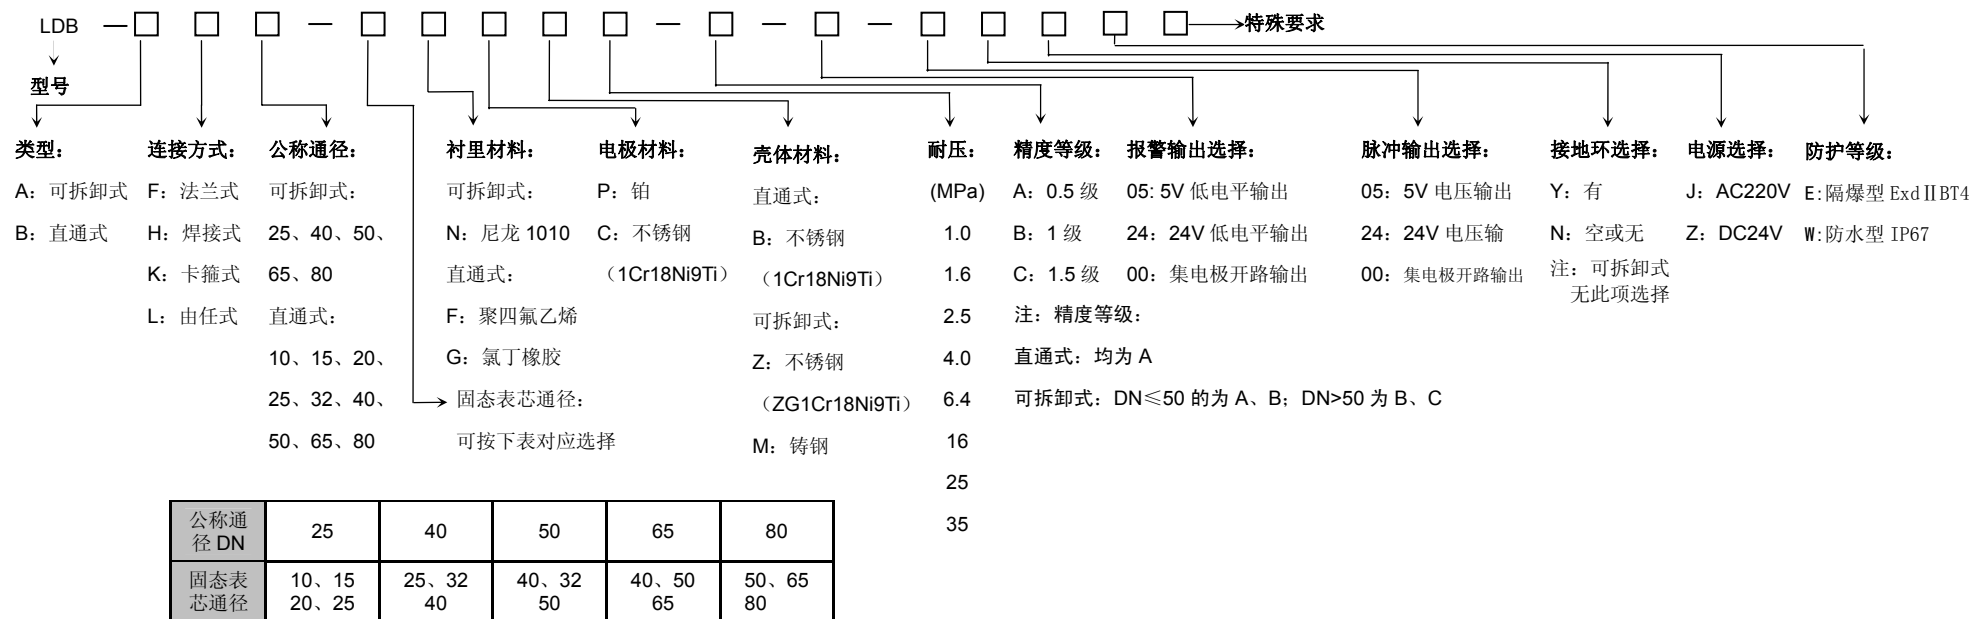 LDB — □ □ □ — □ □ □ □ □ — □ — □ — □ □ □ □ □ 特殊要求
型号
类型： 连接方式： 公称通径： 衬里材料： 电极材料： 壳体材料： 耐压： 精度等级： 报警输出选择： 脉冲输出选择： 接地环选择： 电源选择： 防护等级：
A：可拆卸式 F：法兰式 可拆卸式： 可拆卸式： P：铂 直通式： (MPa) A：0.5 级 05: 5V 低电平输出 05：5V 电压输出 Y：有 J：AC220V E:隔爆型 ExdⅡBT4
B：直通式 H：焊接式 25、40、50、 N：尼龙 1010 C：不锈钢 B：不锈钢 1.0 B：1 级 24：24V 低电平输出 24：24V 电压输 N：空或无 Z：DC24V W:防水型 IP67
K：卡箍式 65、80 直通式： （1Cr18Ni9Ti） （1Cr18Ni9Ti） 1.6 C：1.5 级 00：集电极开路输出 00：集电极开路输出 注：可拆卸式
无此项选择
L：由任式 直通式： F：聚四氟乙烯 可拆卸式： 2.5 注：精度等级：
10、15、20、 G：氯丁橡胶 Z：不锈钢 4.0 直通式：均为 A
25、32、40、 固态表芯通径： （ZG1Cr18Ni9Ti） 6.4 可拆卸式：DN≤50 的为 A、B；DN>50 为 B、C
50、65、80 可按下表对应选择 M：铸钢 16
25
35
公称通
径 DN 25 40 50 65 80
固态表 10、15 25、32 40、32 40、50 50、65
芯通径 20、25 40 50 65 80